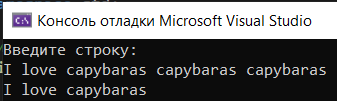 Консоль отладки Microsoft Visual Studio
Введите строку:
I love capybaras capybaras capybaras
I love capybaras